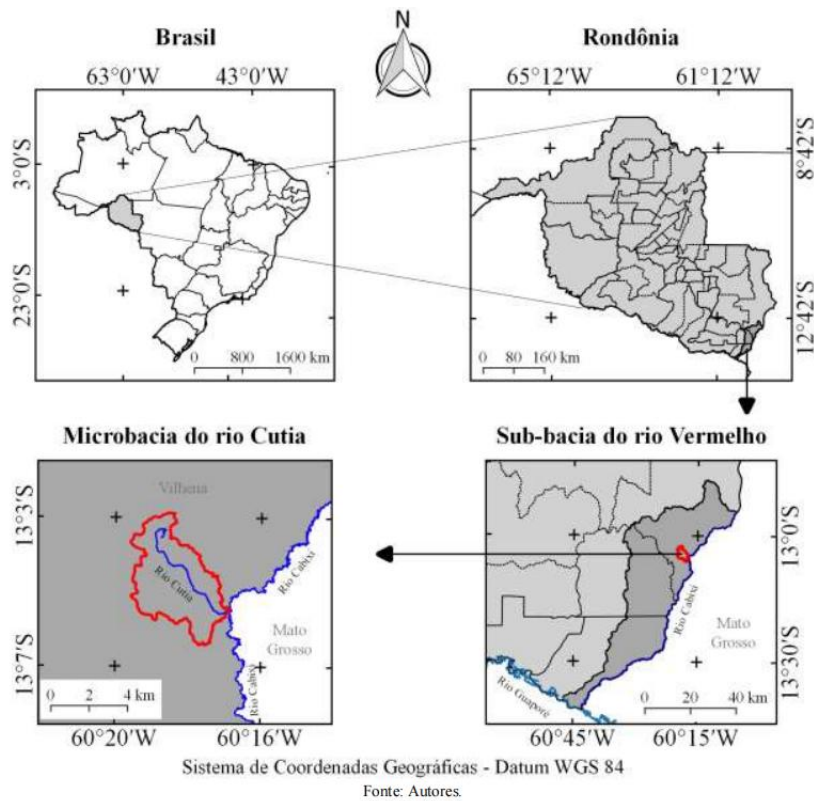 N
Brasil
63°0'W 43°0'W
3°0'S
23°0'S
0 800 1600 km
Rondônia
65°12'W 61°12'W
8°42'S
12°42'S
0 80 160 km
Microbacia do rio Cutia
Vilhena
13°3'S
13°7'S
Rio Cutia
Rio Cabixi
Mato
Grosso
Rio Cabixi
0 2 4 km
60°20'W 60°16'W
Sub-bacia do rio Vermelho
13°0'S
13°30'S
Rio Cabixi
Mato
Grosso
Rio Guaporé
0 20 40 km
60°45'W 60°15'W
Sistema de Coordenadas Geográficas - Datum WGS 84
Fonte: Autores.